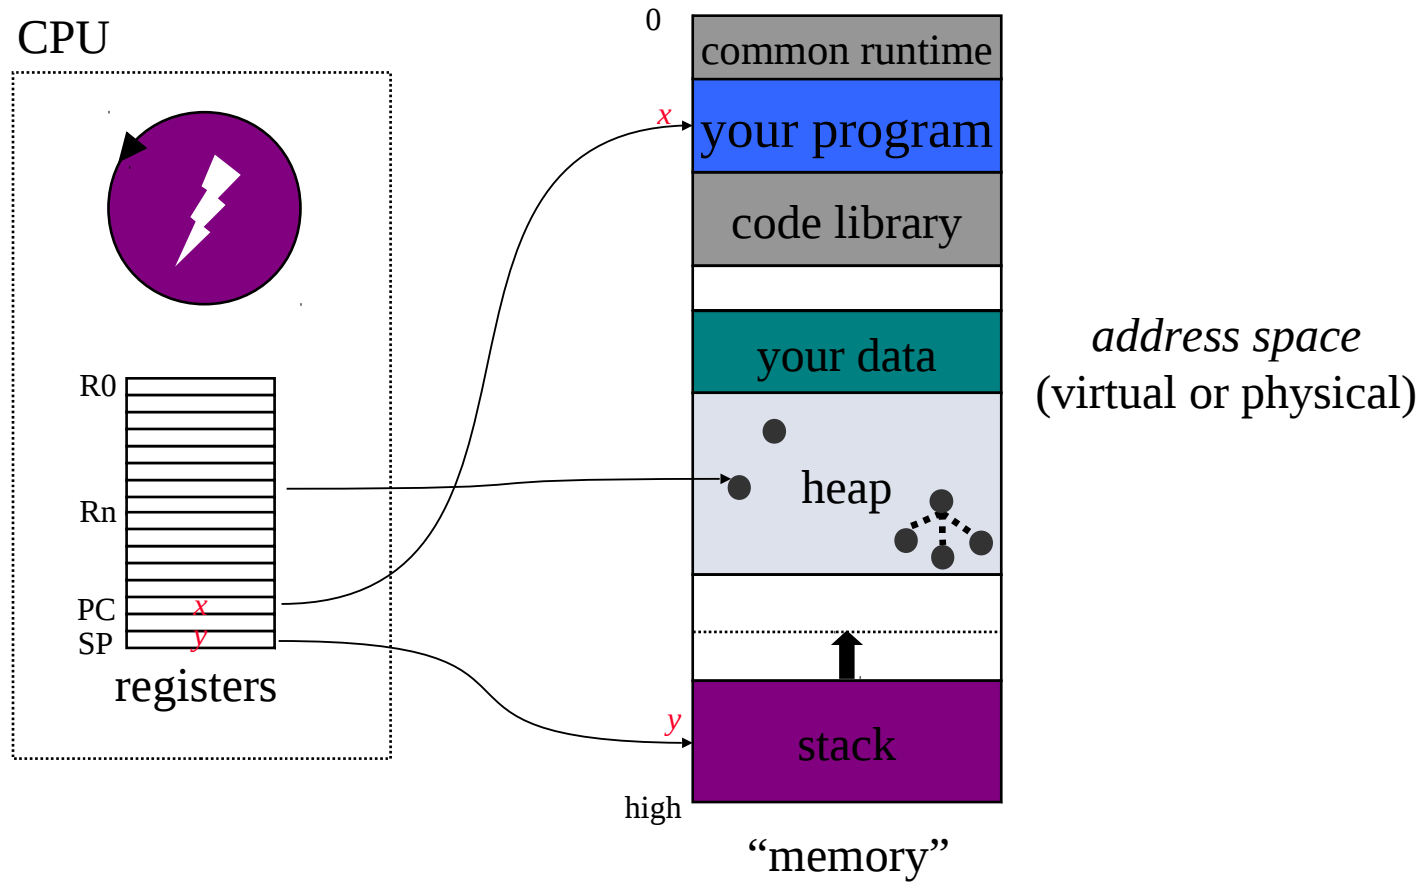 CPU
R0
Rn
PC
x
SP
y
registers
0
common runtime
x
your program
code library
your data
heap
y
stack
high
“memory”
address space
(virtual or physical)